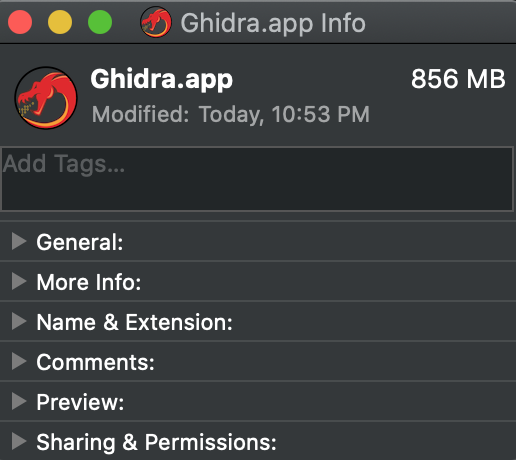 Ghidra.app Info
Ghidra.app 856 MB
Modified: Today, 10:53 PM
Add Tags...
General:
More Info:
Name & Extension:
Comments:
Preview:
Sharing & Permissions: